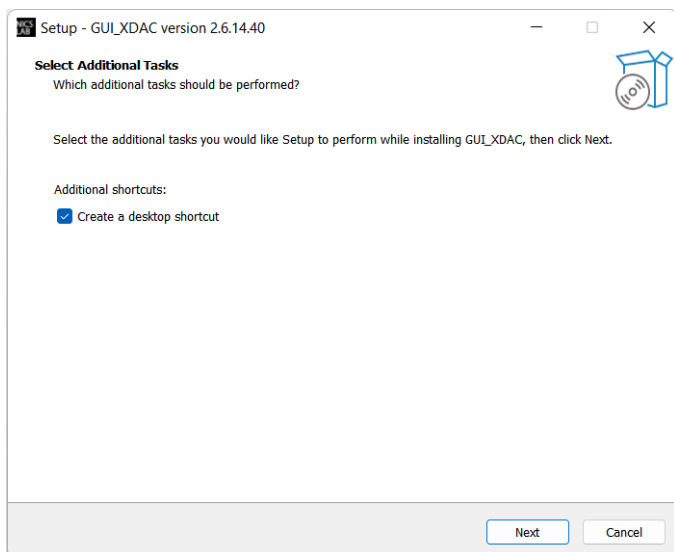 NICS
LAB
Setup - GUI_XDAC version 2.6.14.40
Select Additional Tasks
Which additional tasks should be performed?
Select the additional tasks you would like Setup to perform while installing GUI_XDAC, then click Next.
Additional shortcuts:
Create a desktop shortcut
Next
Cancel